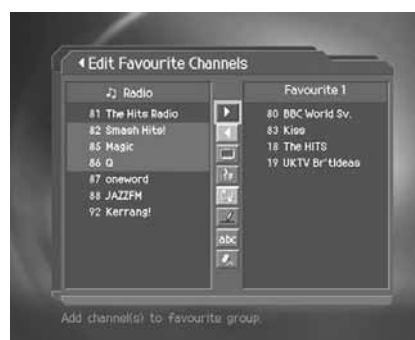 Edit Favourite Channels
Radio
81 The Hits Radio
82 Smash Hits!
85 Magic
86 Q
87 oneword
88 JAZZFM
92 Kerrang!
abc
Favourite 1
80 BBC World Sv.
83 Kiss
18 The HITS
19 UKTV Br'tIdeas
Add channel(s) to favourite group.